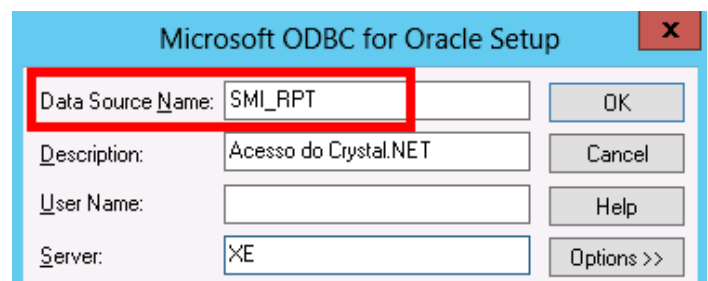 Microsoft ODBC for Oracle Setup
x
Data Source Name: SMI_RPT OK
Description: Acesso do Crystal.NET Cancel
User Name: Help
Server: XE Options >>